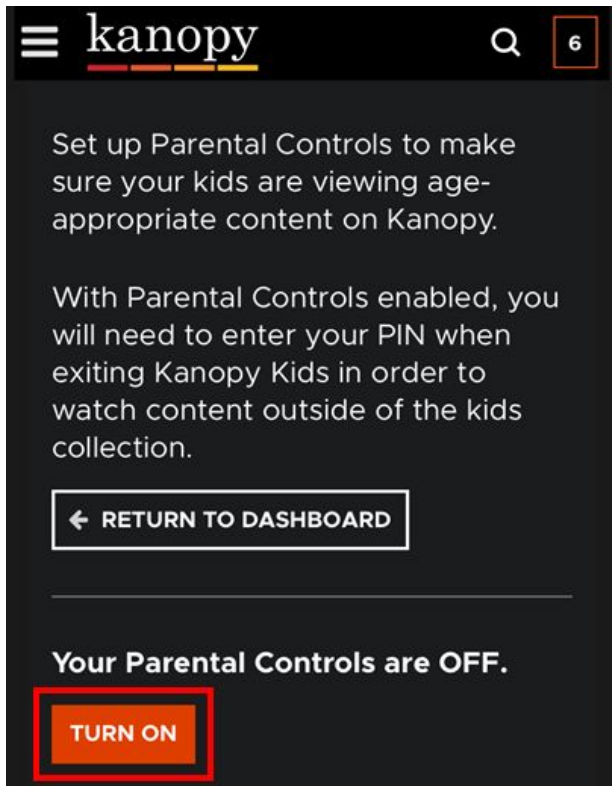 kanopy
6
Set up Parental Controls to make
sure your kids are viewing age-
appropriate content on Kanopy.
With Parental Controls enabled, you
will need to enter your PIN when
exiting Kanopy Kids in order to
watch content outside of the kids
collection.
RETURN TO DASHBOARD
Your Parental Controls are OFF.
TURN ON